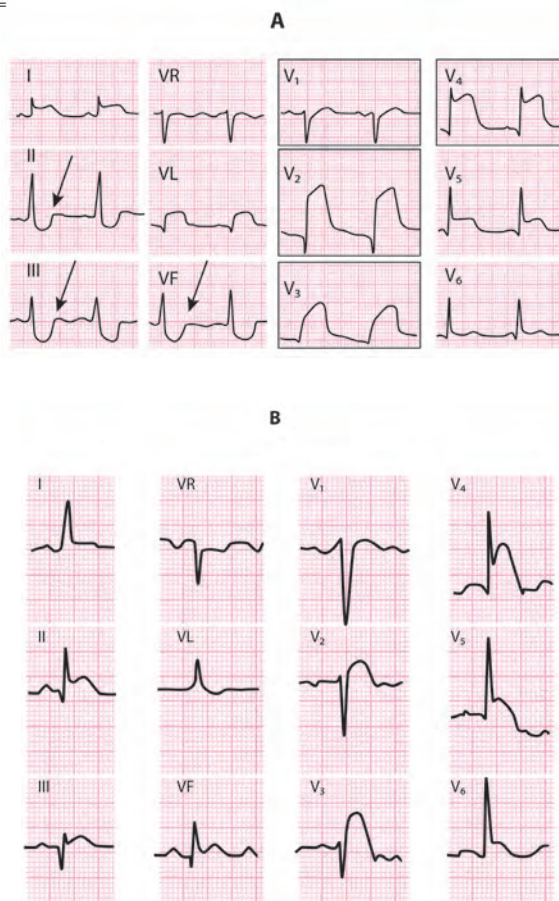 A
I VR V₁ V₄
II VL V₂ V₅
III VF V₃ V₆
B
I VR V₁ V₄
II VL V₂ V₅
III VF V₃ V₆